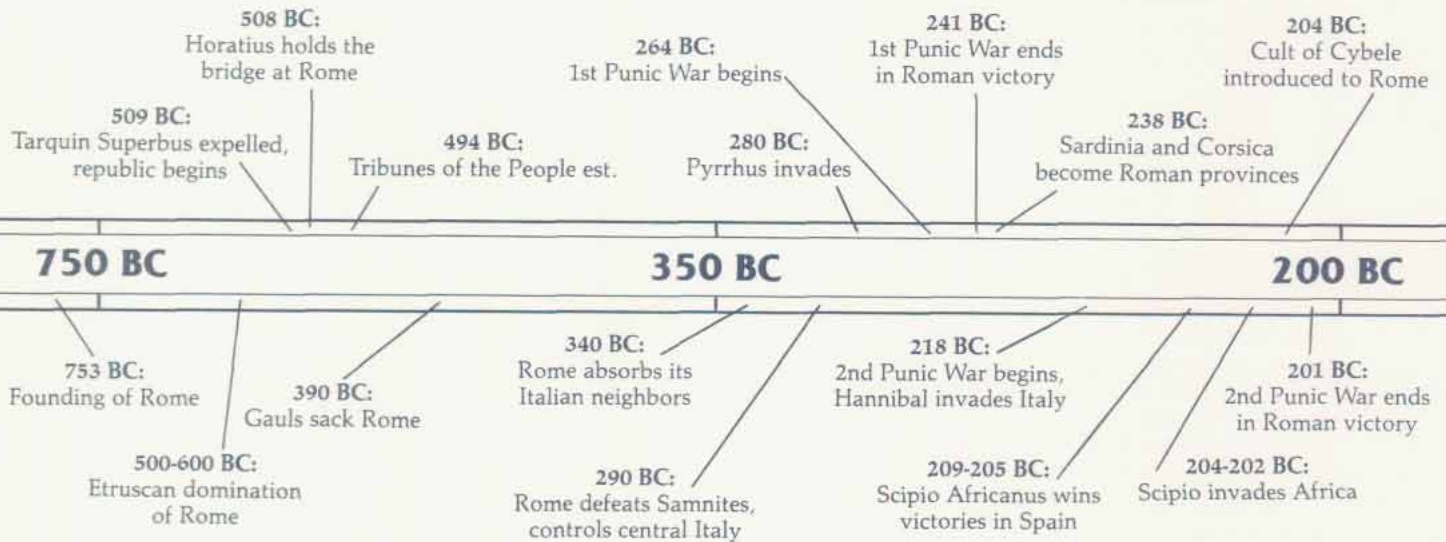 508 BC:
Horatius holds the
bridge at Rome
509 BC:
Tarquin Superbus expelled,
republic begins
494 BC:
Tribunes of the People est.
264 BC:
1st Punic War begins
280 BC:
Pyrrhus invades
241 BC:
1st Punic War ends
in Roman victory
238 BC:
Sardinia and Corsica
become Roman provinces
204 BC:
Cult of Cybele
introduced to Rome
750 BC
350 BC
200 BC
753 BC:
Founding of Rome
500-600 BC:
Etruscan domination
of Rome
390 BC:
Gauls sack Rome
340 BC:
Rome absorbs its
Italian neighbors
290 BC:
Rome defeats Samnites,
controls central Italy
218 BC:
2nd Punic War begins,
Hannibal invades Italy
209-205 BC:
Scipio Africanus wins
victories in Spain
204-202 BC:
Scipio invades Africa
201 BC:
2nd Punic War ends
in Roman victory